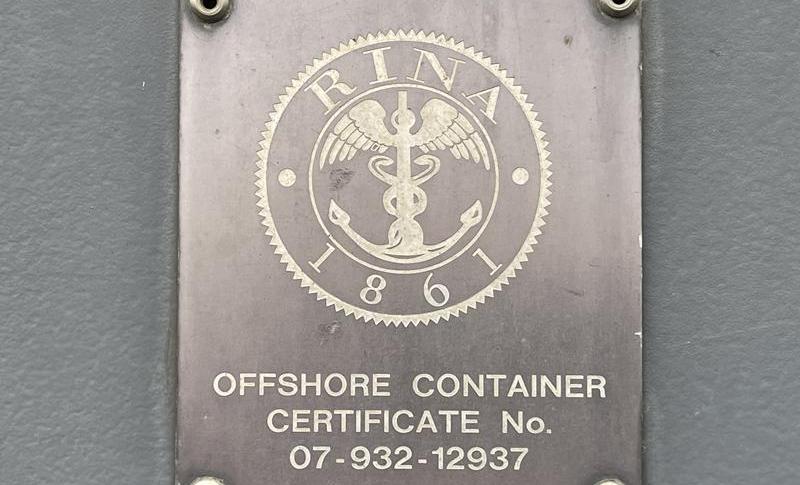 RINA
1861
OFFSHORE CONTAINER
CERTIFICATE No.
07-932-12937